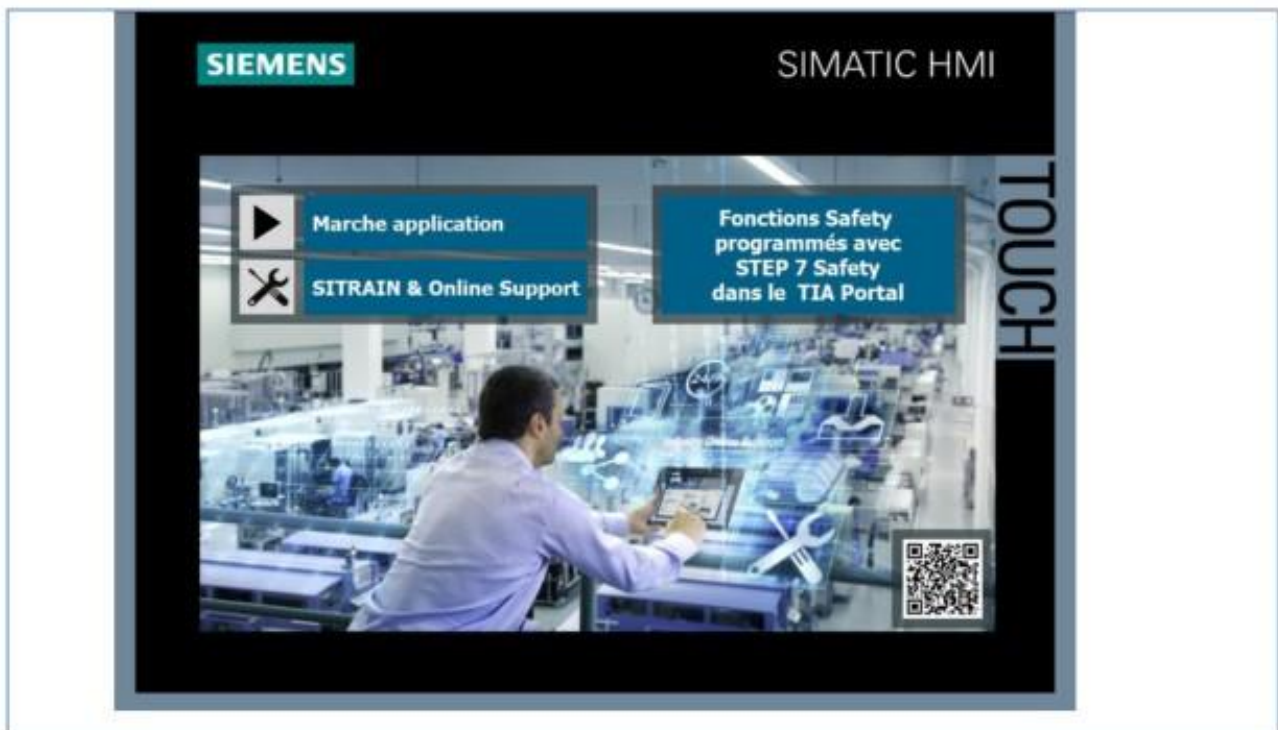 SIEMENS
SIMATIC HMI
TOUCH
Marche application
SITRAIN & Online Support
Fonctions Safety
programmés avec
STEP 7 Safety
dans le TIA Portal